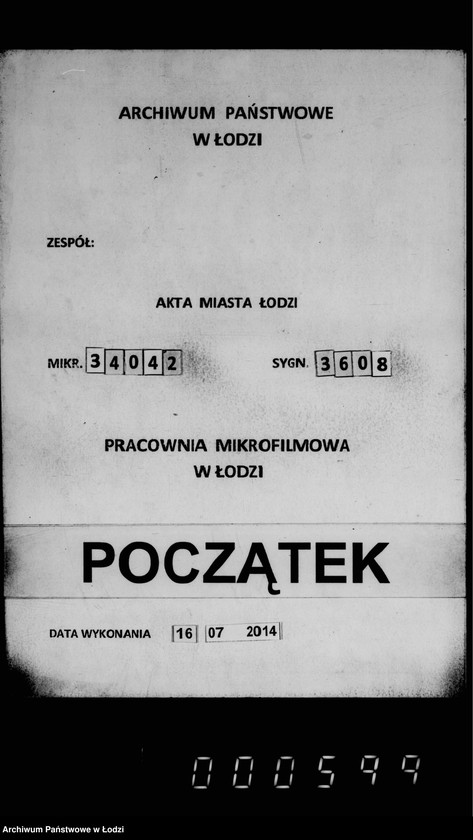 ARCHIWUM PAŃSTWOWE
W ŁODZI
ZESPÓŁ:
AKTA MIASTA ŁODZI
MIKR. 34042 SYGN. 3608
PRACOWNIA MIKROFILMOWA
W ŁODZI
POCZĄTEK
DATA WYKONANIA 16 07 2014
000599
Archiwum Państwowe w Łodzi